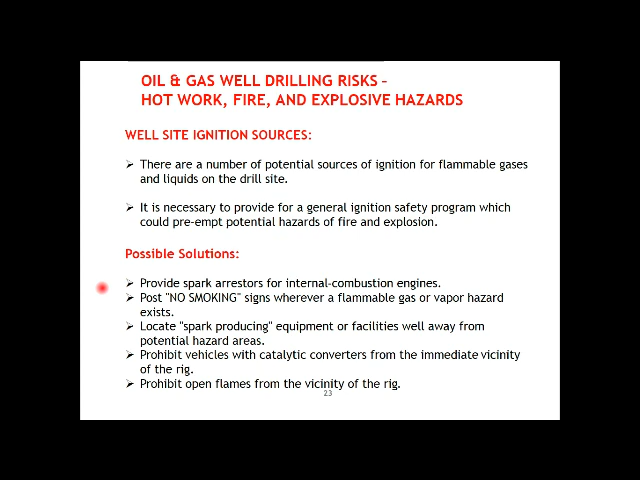 OIL & GAS WELL DRILLING RISKS –
HOT WORK, FIRE, AND EXPLOSIVE HAZARDS
WELL SITE IGNITION SOURCES:
➢ There are a number of potential sources of ignition for flammable gases
and liquids on the drill site.
➢ It is necessary to provide for a general ignition safety program which
could pre-empt potential hazards of fire and explosion.
Possible Solutions:
➢ Provide spark arrestors for internal-combustion engines.
➢ Post "NO SMOKING" signs wherever a flammable gas or vapor hazard
exists.
➢ Locate "spark producing" equipment or facilities well away from
potential hazard areas.
➢ Prohibit vehicles with catalytic converters from the immediate vicinity
of the rig.
➢ Prohibit open flames from the vicinity of the rig.
23